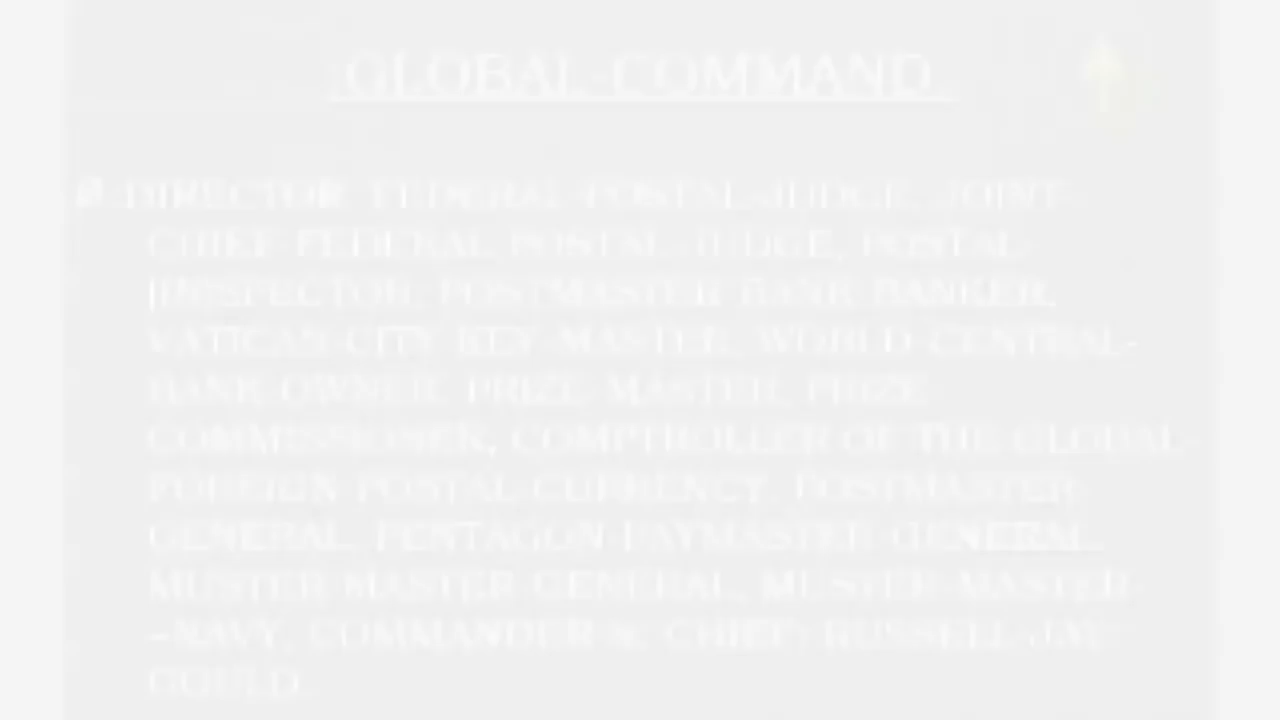 :GLOBAL-COMMAND
# DIRECTOR FEDERAL-POSTAL-JUDGE, JOINT-
CHIEF-FEDERAL POSTAL-JUDGE, POSTAL-
INSPECTOR, POSTMASTER BANK BANKER,
VATICAN-CITY KEY-MASTER, WORLD-CENTRAL-
BANK-OWNER, PRIZE MASTER, PRIZE
COMMISSIONER, COMPTROLLER OF THE GLOBAL-
FOREIGN POSTAL-CURRENCY, POSTMASTER-
GENERAL, PENTAGON-PAYMASTER-GENERAL,
MUSTER MASTER GENERAL, MUSTER-MASTER-
~NAVY, COMMANDER N. CHIEF: RUSSELL-JAY-
GOULD.